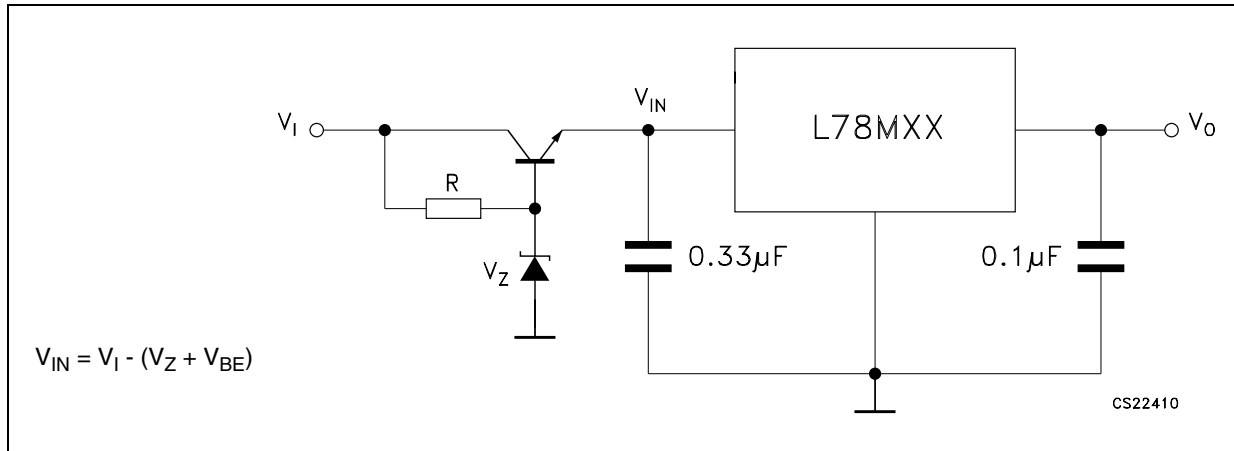 V_I
V_IN
L78MXX
V_O
R
V_Z
0.33µF
0.1µF
V_IN = V_I - (V_Z + V_BE)
CS22410